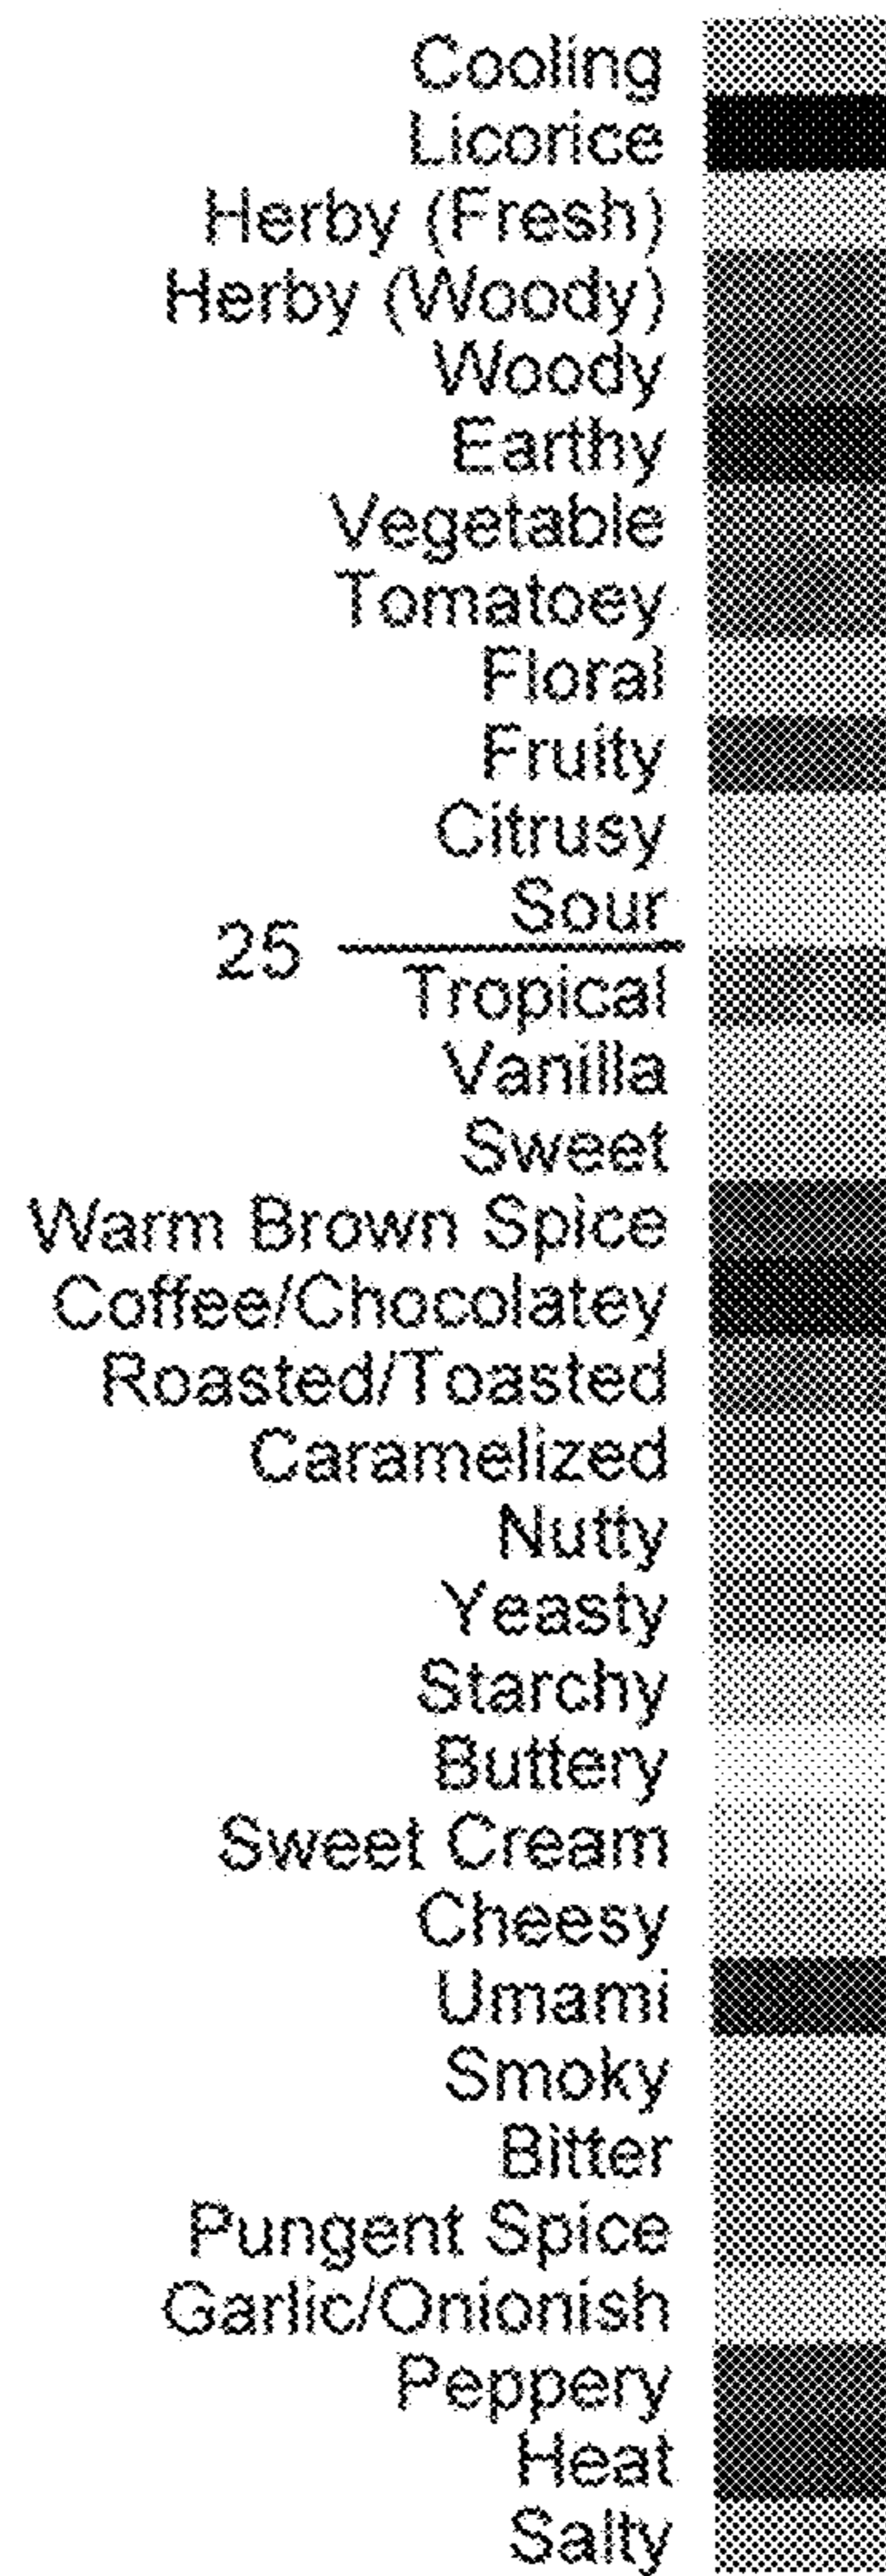 Cooling
Licorice
Herby (Fresh)
Herby (Woody)
Woody
Earthy
Vegetable
Tomatoey
Floral
Fruity
Citrusy
Sour
25
Tropical
Vanilla
Sweet
Warm Brown Spice
Coffee/Chocolatey
Roasted/Toasted
Caramelized
Nutty
Yeasty
Starchy
Buttery
Sweet Cream
Cheesy
Umami
Smoky
Bitter
Pungent Spice
Garlic/Onionish
Peppery
Heat
Salty